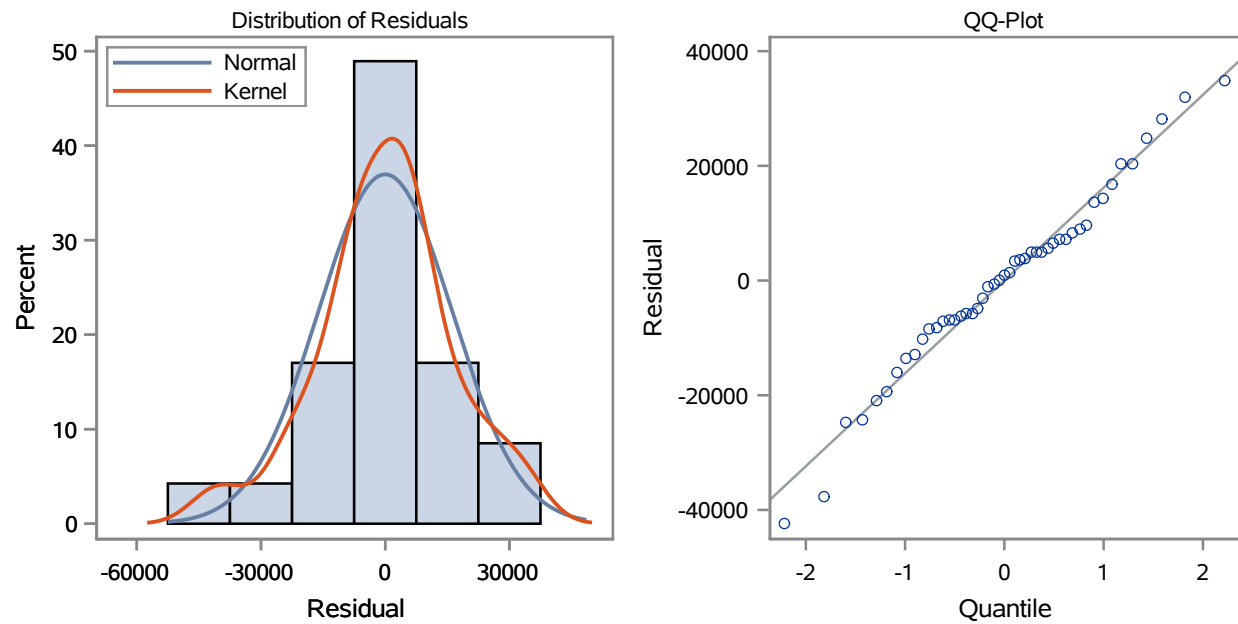 Distribution of Residuals
50
40
30
20
10
0
Percent
Normal
Kernel
-60000
-30000
0
30000
Residual
QQ-Plot
40000
20000
0
-20000
-40000
Residual
-2
-1
0
1
2
Quantile